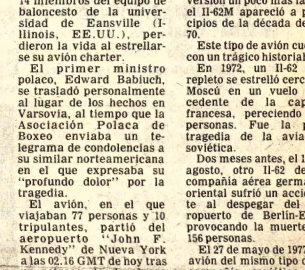 14 miembros del equipo de
baloncesto de la univer-
sidad de Eansville (I-
llinois, EE.UU.), per-
dieron la vida al estrellar-
se su avión charter.
El primer ministro
polaco, Edward Babiuch,
se trasladó personalmente
al lugar de los hechos en
Varsovia, al tiempo que la
Asociación Polaca de
Boxeo enviaba un te-
legrama de condolencias a
su similar norteamericana
en el que expresaba su
"profundo dolor" por la
tragedia.
El avión, en el que
viajaban 77 personas y 10
tripulantes, partió del
aeropuerto "John F.
Kennedy" de Nueva York
a las 02.16 GMT de hoy tras
versión un poco más la
el Il-62M apareció a p
cipios de la década de
70.
Este tipo de avión cue
con un trágico historial
En 1972, un Il-62
repleto se estrelló cerc
Moscú en un vuelo
cedente de la cap
francesa, pereciendo
personas. Fue la p
tragedia de la avia
soviética.
Dos meses antes, el 1
agosto, otro Il-62 de
compañía aérea germa
oriental sufrió un accid
te al despegar del
ropuerto de Berlín-E
provocando la muerte
156 personas.
El 27 de mayo de 1977
avión del mismo tipo d